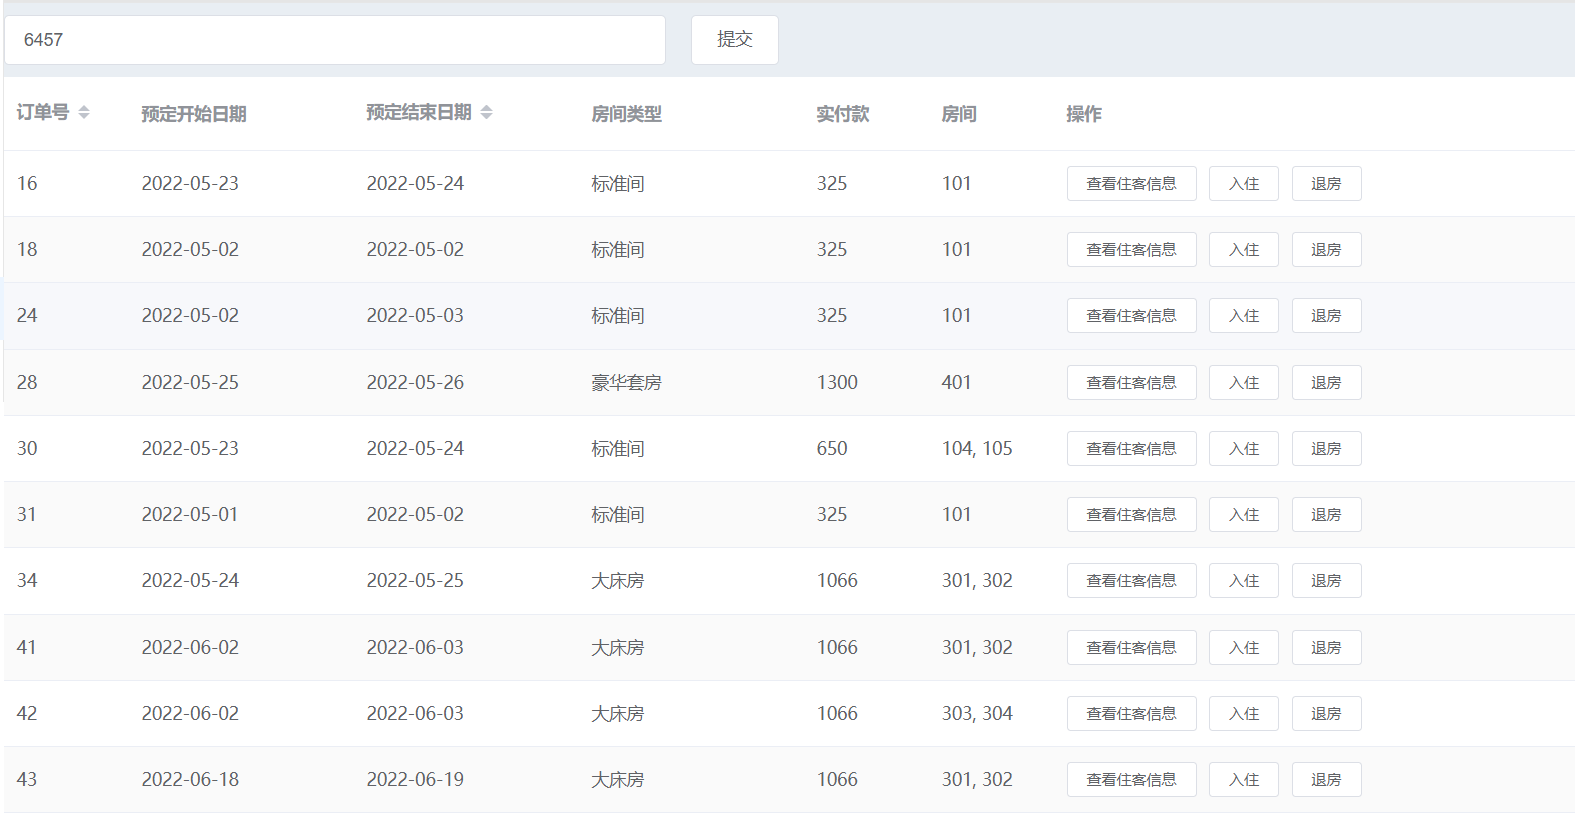 6457 提交
订单号 预定开始日期 预定结束日期 房间类型 实付款 房间 操作
16 2022-05-23 2022-05-24 标准间 325 101 查看住客信息 入住 退房
18 2022-05-02 2022-05-02 标准间 325 101 查看住客信息 入住 退房
24 2022-05-02 2022-05-03 标准间 325 101 查看住客信息 入住 退房
28 2022-05-25 2022-05-26 豪华套房 1300 401 查看住客信息 入住 退房
30 2022-05-23 2022-05-24 标准间 650 104, 105 查看住客信息 入住 退房
31 2022-05-01 2022-05-02 标准间 325 101 查看住客信息 入住 退房
34 2022-05-24 2022-05-25 大床房 1066 301, 302 查看住客信息 入住 退房
41 2022-06-02 2022-06-03 大床房 1066 301, 302 查看住客信息 入住 退房
42 2022-06-02 2022-06-03 大床房 1066 303, 304 查看住客信息 入住 退房
43 2022-06-18 2022-06-19 大床房 1066 301, 302 查看住客信息 入住 退房